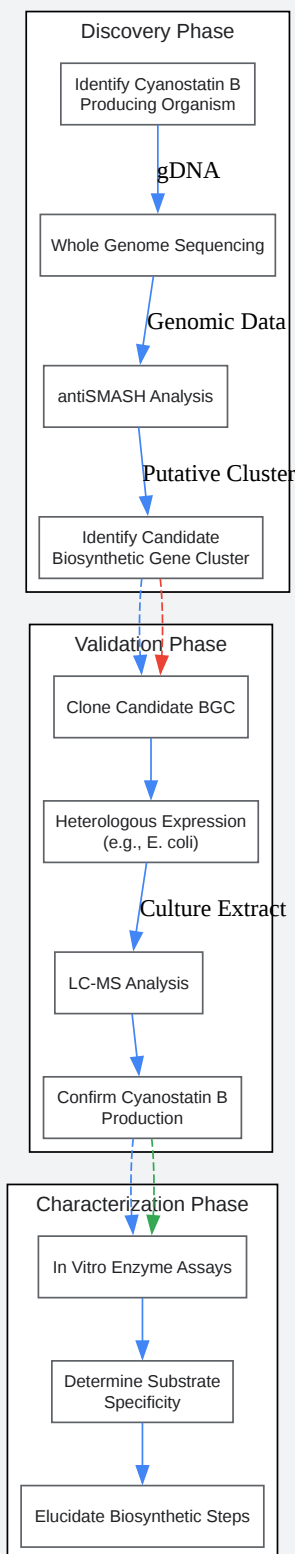 Discovery Phase
Identify Cyanostatin B
Producing Organism
gDNA
Whole Genome Sequencing
Genomic Data
antiSMASH Analysis
Putative Cluster
Identify Candidate
Biosynthetic Gene Cluster
Validation Phase
Clone Candidate BGC
Heterologous Expression
(e.g., E. coli)
Culture Extract
LC-MS Analysis
Confirm Cyanostatin B
Production
Characterization Phase
In Vitro Enzyme Assays
Determine Substrate
Specificity
Elucidate Biosynthetic Steps